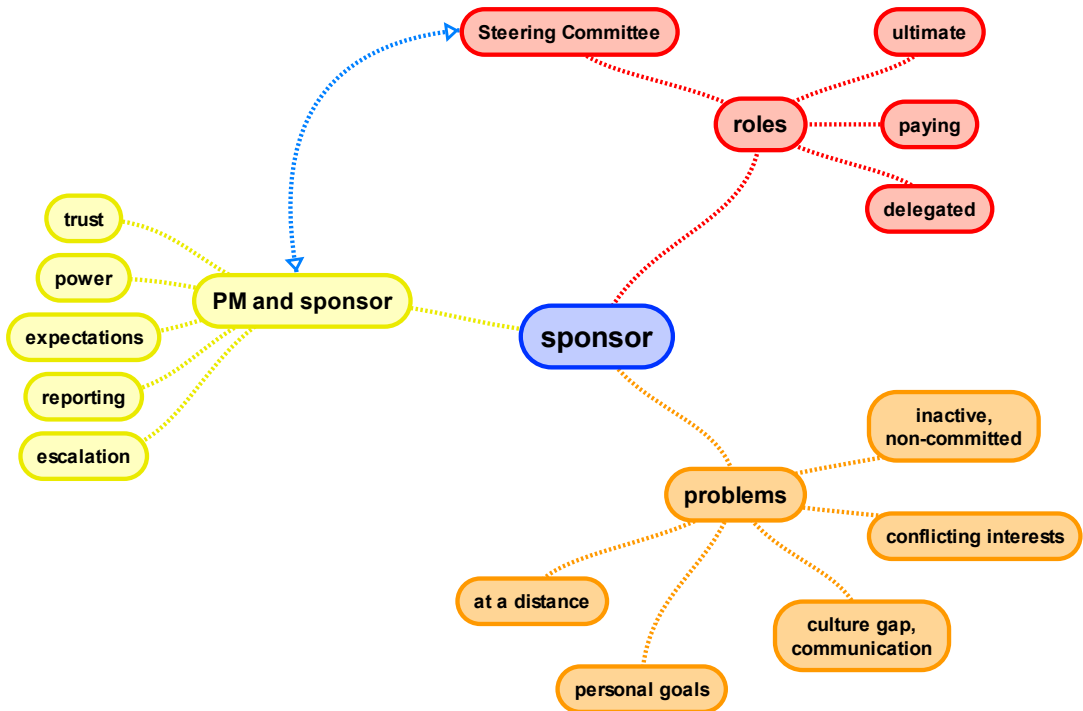 Steering Committee
ultimate
roles
paying
delegated
trust
power
PM and sponsor
expectations
reporting
escalation
sponsor
inactive,
non-committed
problems
conflicting interests
at a distance
culture gap,
communication
personal goals